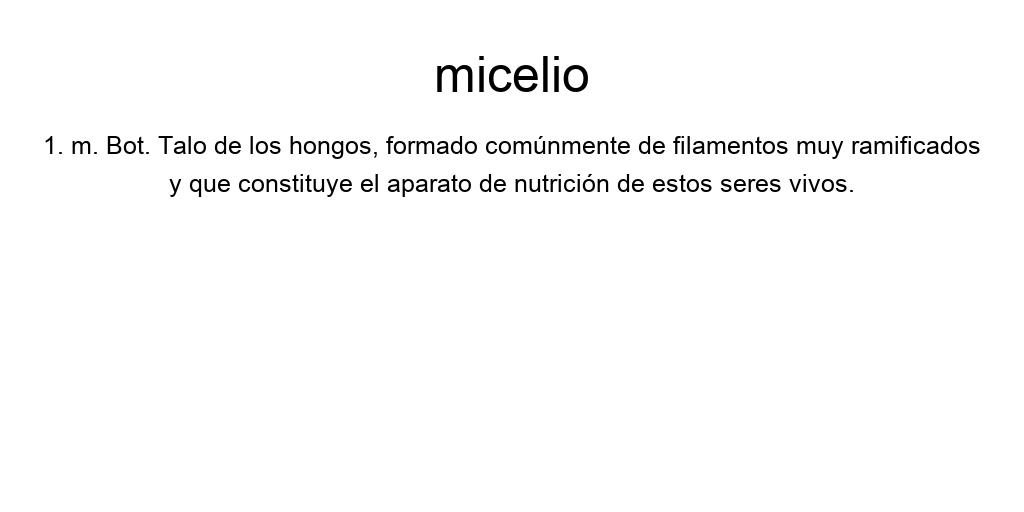 micelio
1. m. Bot. Talo de los hongos, formado comúnmente de filamentos muy ramificados
y que constituye el aparato de nutrición de estos seres vivos.